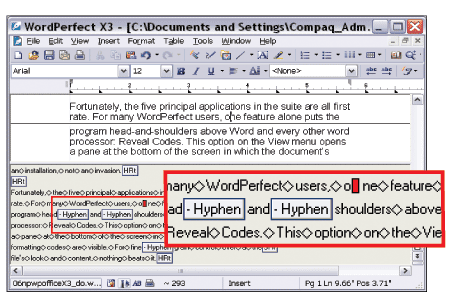 WordPerfect X3 - [C:\Documents and Settings\Compaq_Adm...
File Edit View Insert Format Table Tools Window Help
Arial 12 B I U <None>
Fortunately, the five principal applications in the suite are all first
rate. For many WordPerfect users, one feature alone puts the
program head-and-shoulders above Word and every other word
processor: Reveal Codes. This option on the View menu opens
a pane at the bottom of the screen in which the document's
an◇installation,◇not◇an◇invasion.HRt
HRt
Fortunately,◇the◇five◇principal◇applications◇in
rate.◇For◇many◇WordPerfect◇users,◇o ne◇fe
program◇head- Hyphen and- Hyphen shoulders
processor:◇Reveal◇Codes.◇This◇option◇on◇t
a◇pane◇at◇the◇bottom◇of◇the◇screen◇in◇
formatting◇codes◇are◇visible.◇For◇fine- Hyphen
file's◇look◇and◇content,◇nothing◇beats◇it.HRt
many◇WordPerfect◇users,◇o ne◇feature◇
ad- Hyphen and- Hyphen shoulders◇above
Reveal◇Codes.◇This◇option◇on◇the◇Vie
06npwpofficeX3_do.w... AB ~ 293 Insert Pg 1 Ln 9.66" Pos 3.71"